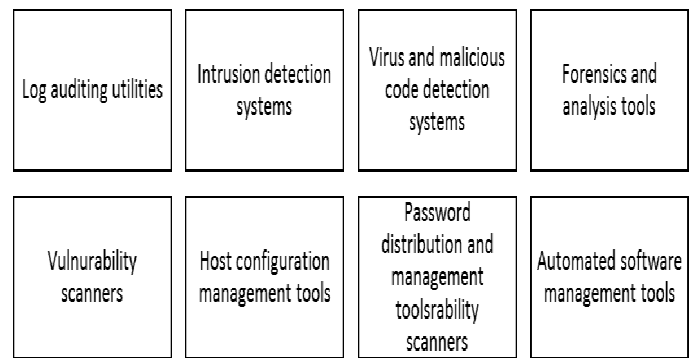 Log auditing utilities
Intrusion detection
systems
Virus and malicious
code detection
systems
Forensics and
analysis tools
Vulnurability
scanners
Host configuration
management tools
Password
distribution and
management
toolsrability
scanners
Automated software
management tools